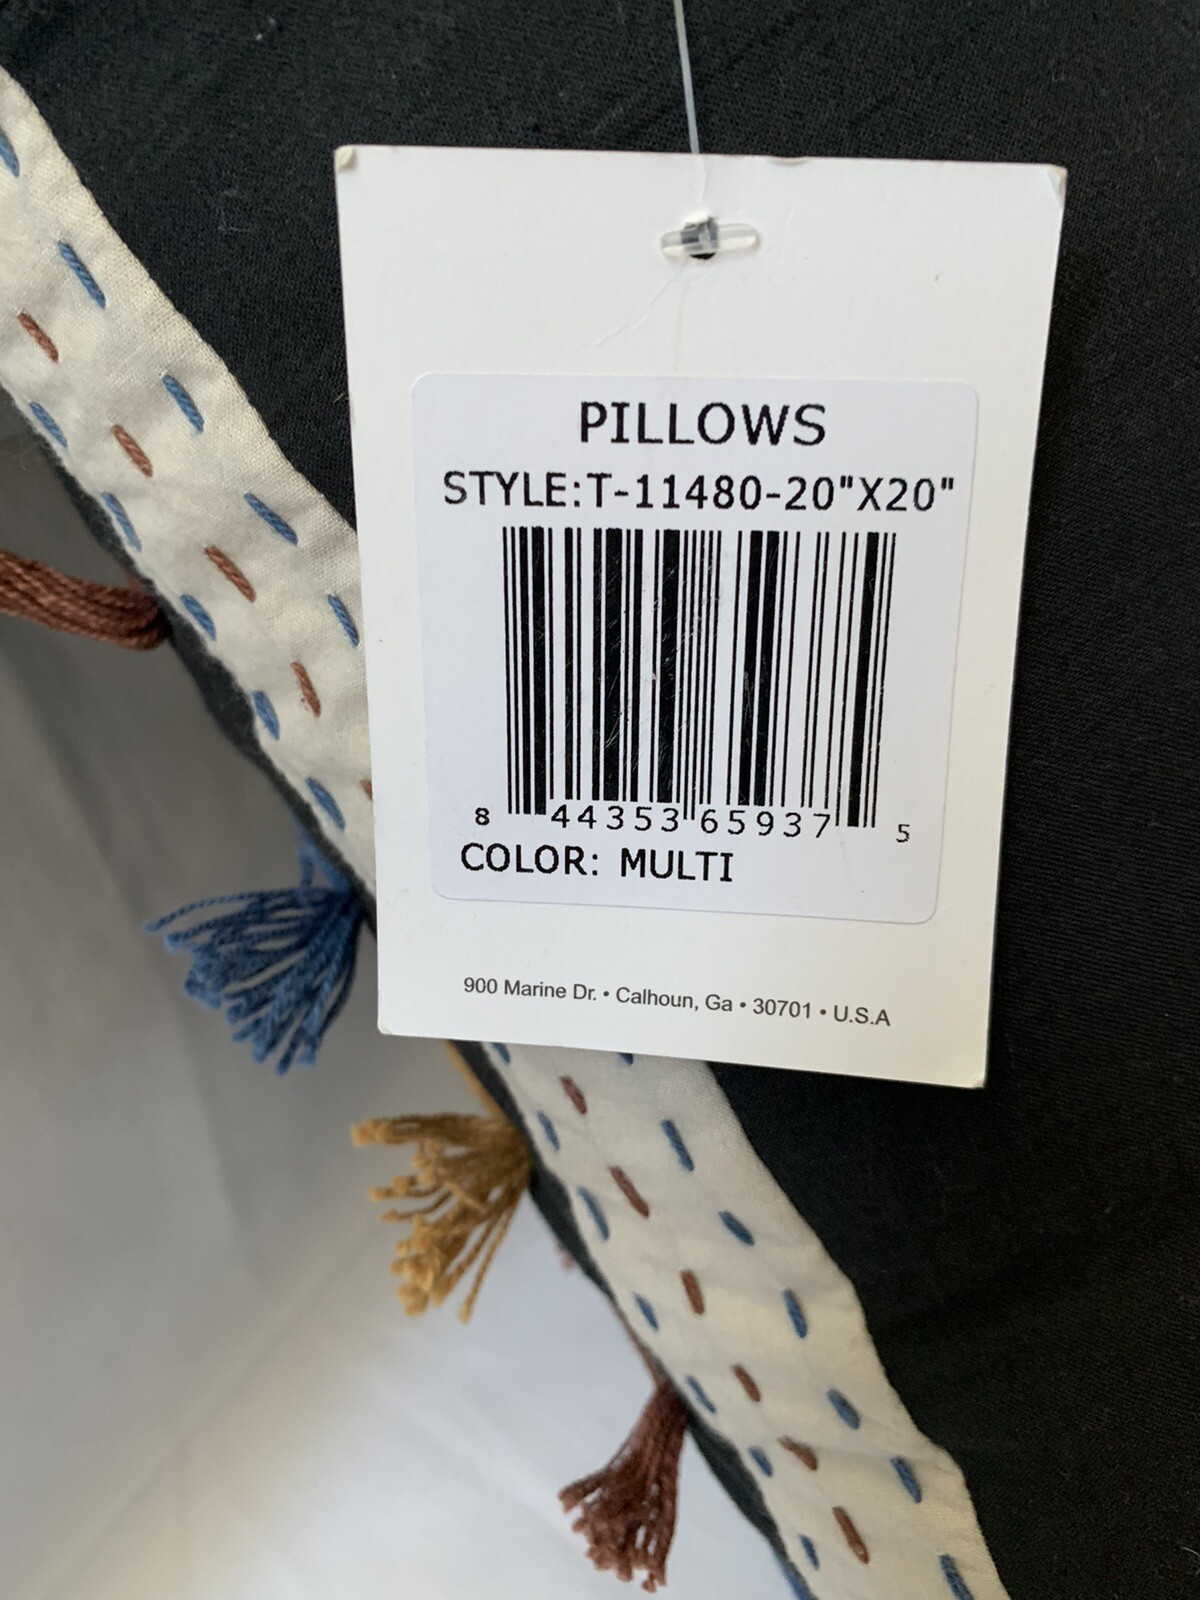 PILLOWS
STYLE:T-11480-20"X20"
8 44353 65937 5
COLOR: MULTI
900 Marine Dr. • Calhoun, Ga • 30701 • U.S.A